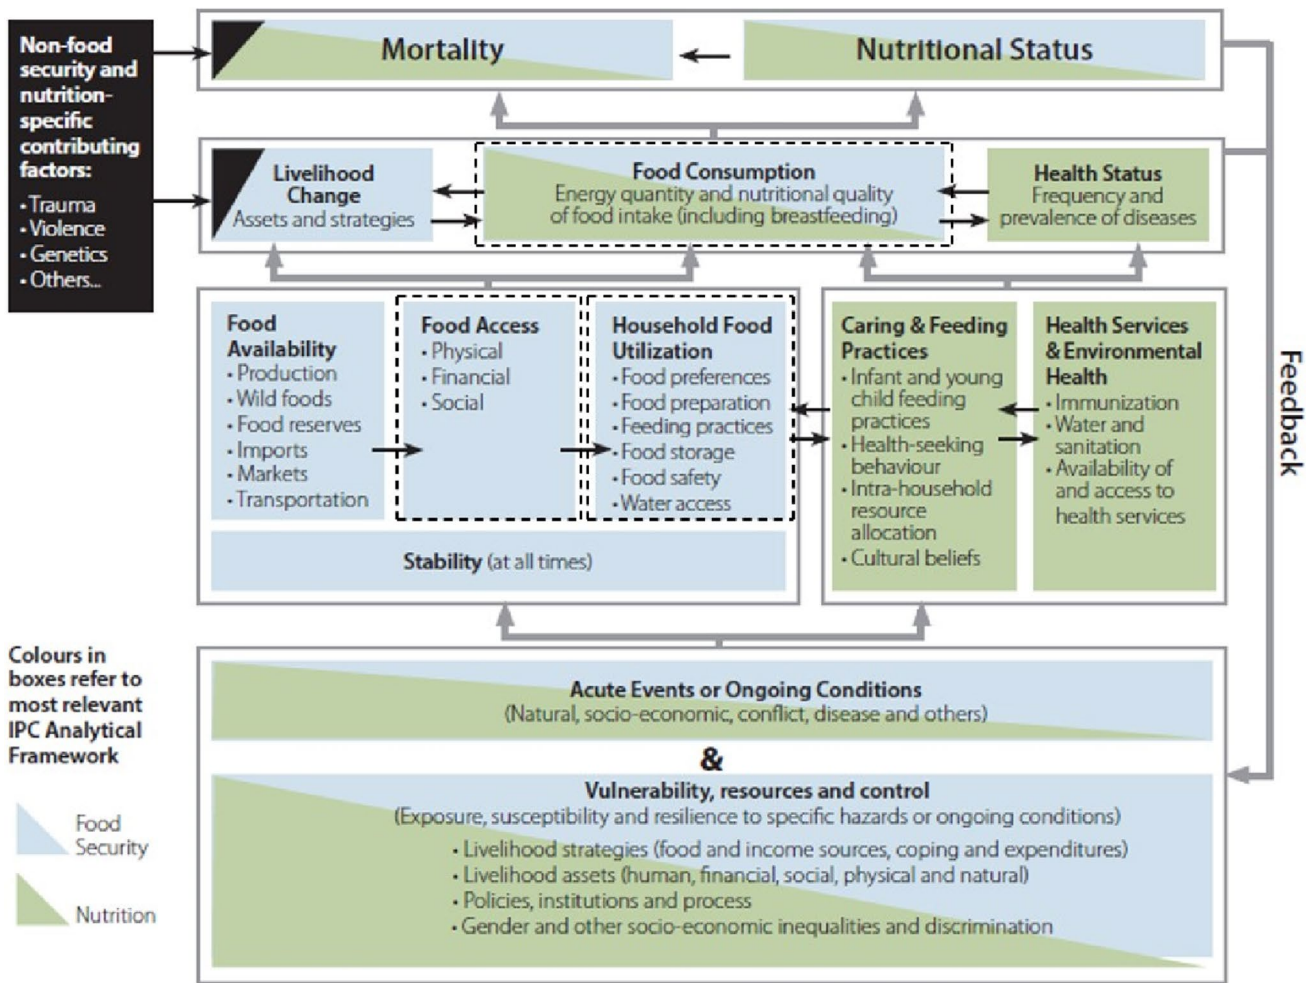 Non-food
security and
nutrition-
specific
contributing
factors:
• Trauma
• Violence
• Genetics
• Others...
Mortality
Nutritional Status
Livelihood
Change
Assets and strategies
Food Consumption
Energy quantity and nutritional quality
of food intake (including breastfeeding)
Health Status
Frequency and
prevalence of diseases
Food
Availability
• Production
• Wild foods
• Food reserves
• Imports
• Markets
• Transportation
Food Access
• Physical
• Financial
• Social
Household Food
Utilization
• Food preferences
• Food preparation
• Feeding practices
• Food storage
• Food safety
• Water access
Stability (at all times)
Caring & Feeding
Practices
• Infant and young
child feeding
practices
• Health-seeking
behaviour
• Intra-household
resource
allocation
• Cultural beliefs
Health Services
& Environmental
Health
• Immunization
• Water and
sanitation
• Availability of
and access to
health services
Feedback
Acute Events or Ongoing Conditions
(Natural, socio-economic, conflict, disease and others)
&
Vulnerability, resources and control
(Exposure, susceptibility and resilience to specific hazards or ongoing conditions)
• Livelihood strategies (food and income sources, coping and expenditures)
• Livelihood assets (human, financial, social, physical and natural)
• Policies, institutions and process
• Gender and other socio-economic inequalities and discrimination
Colours in
boxes refer to
most relevant
IPC Analytical
Framework
Food
Security
Nutrition